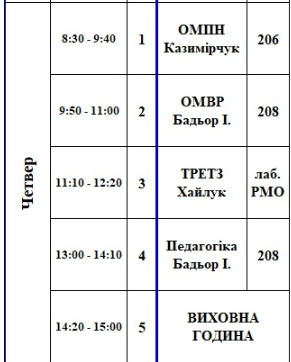 Четвер
8:30 - 9:40 1 ОМПН 206
Казимірчук
9:50 - 11:00 2 ОМВР 208
Бадьор І.
11:10 - 12:20 3 ТРЕТЗ лаб.
Хайлук РМО
13:00 - 14:10 4 Педагогіка 208
Бадьор І.
14:20 - 15:00 5 ВИХОВНА
ГОДИНА